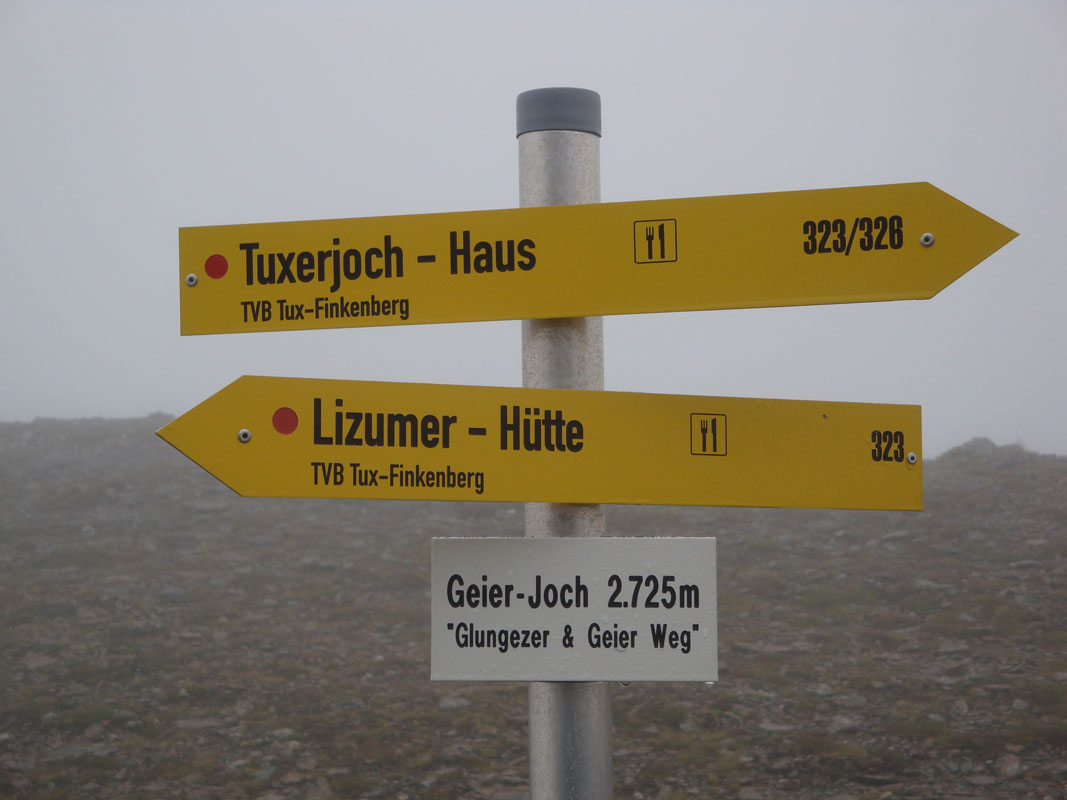 Tuxerjoch – Haus 323/326
TVB Tux–Finkenberg
Lizumer – Hütte 323
TVB Tux–Finkenberg
Geier-Joch 2.725m
"Glungezer & Geier Weg"